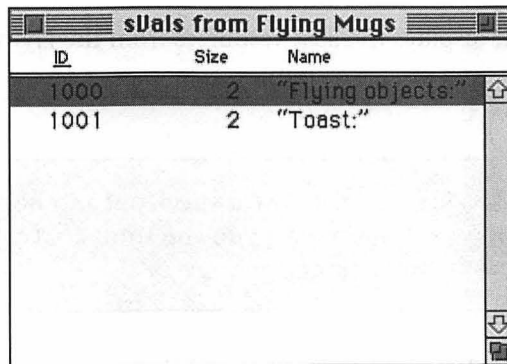 sVals from Flying Mugs
ID Size Name
1000 2 "Flying objects:"
1001 2 "Toast:"